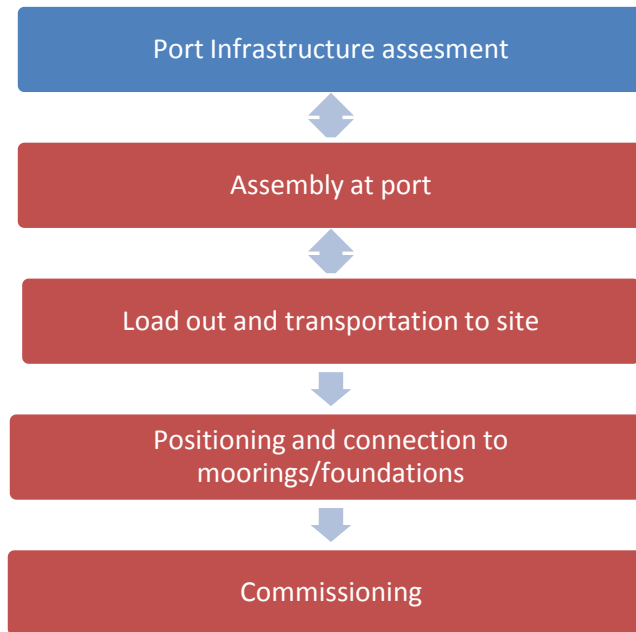 Port Infrastructure assesment
Assembly at port
Load out and transportation to site
Positioning and connection to
moorings/foundations
Commissioning